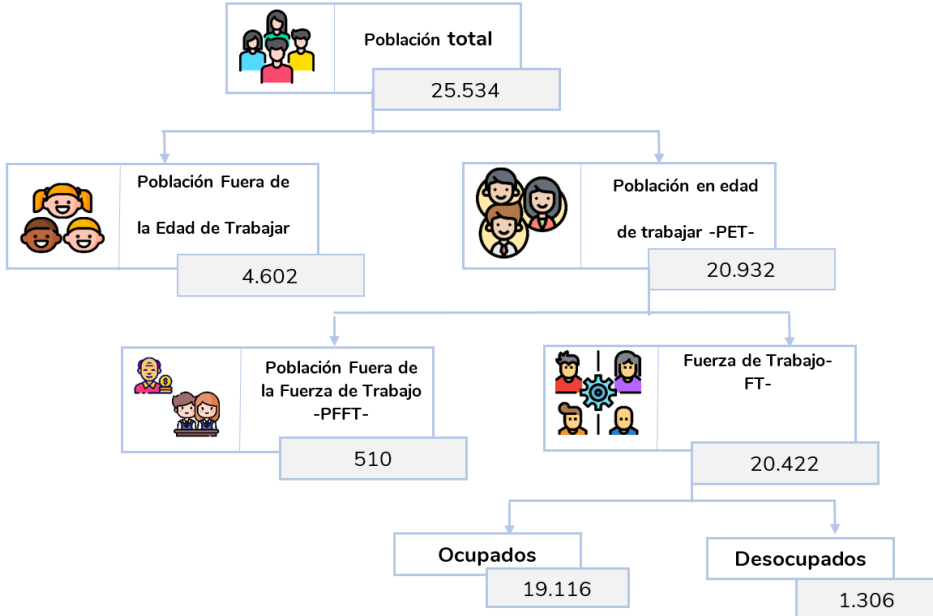 Población total
25.534
Población Fuera de
la Edad de Trabajar
4.602
Población en edad
de trabajar -PET-
20.932
Población Fuera de
la Fuerza de Trabajo
-PFFT-
510
Fuerza de Trabajo-
FT-
20.422
Ocupados
19.116
Desocupados
1.306